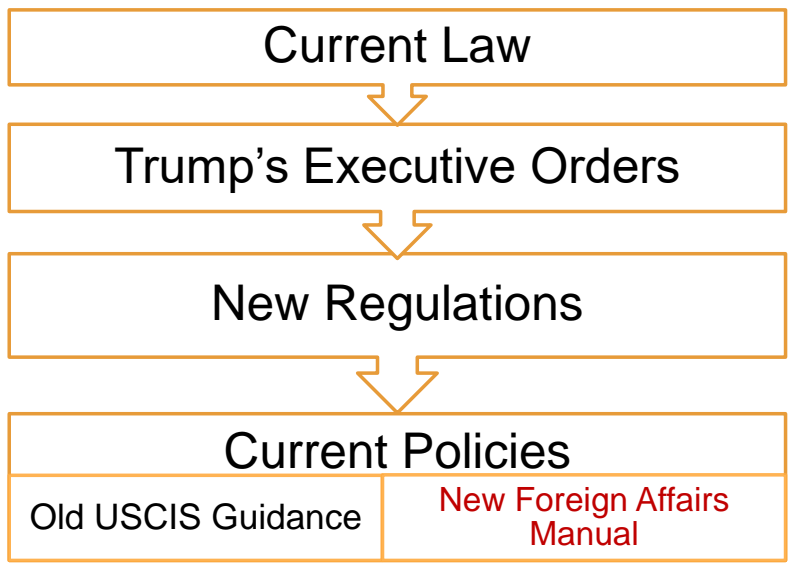 Current Law
Trump’s Executive Orders
New Regulations
Current Policies
Old USCIS Guidance
New Foreign Affairs
Manual